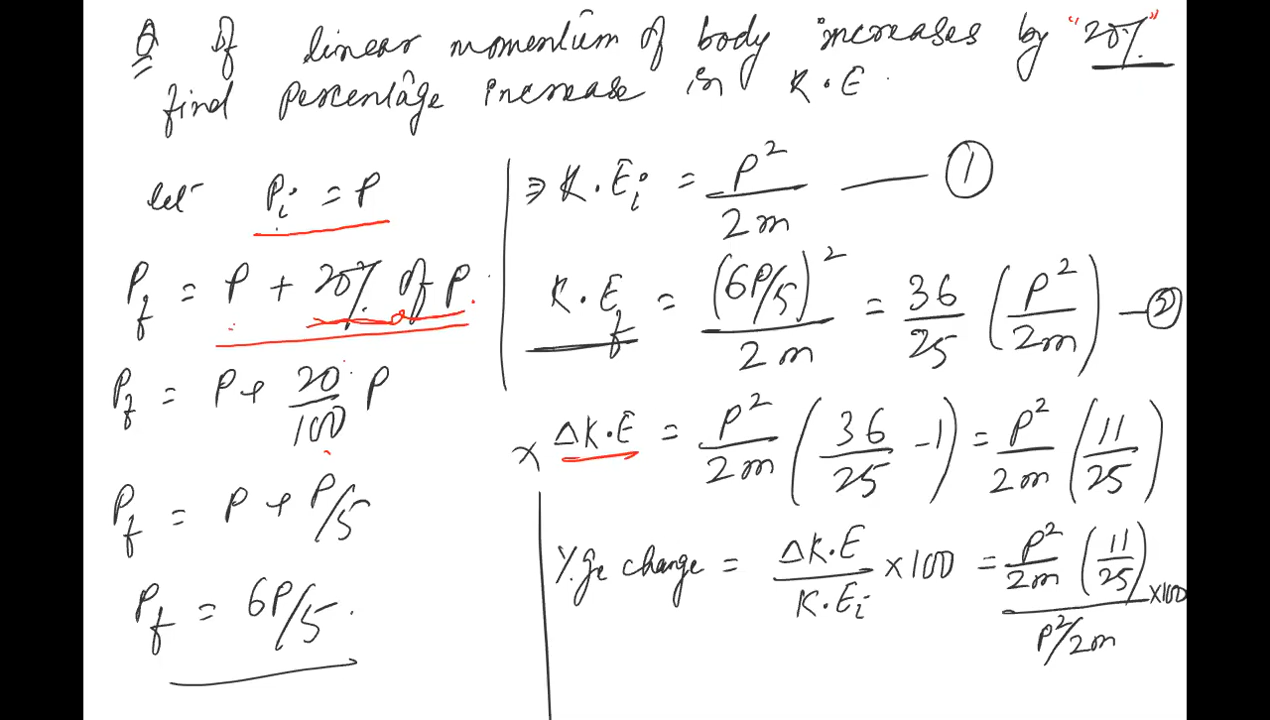 Q If linear momentum of body increases by "20%"
find percentage increase in K.E.
let Pi = P
Pf = P + 20% of P.
Pf = P + 20/100 P
Pf = P + P/5
Pf = 6P/5.
⇒ K.Ei = P²/2m — ①
K.Ef = (6P/5)²/2m = 36/25 (P²/2m) — ②
× ΔK.E = P²/2m (36/25 - 1) = P²/2m (11/25)
%ge change = ΔK.E/K.Ei × 100 = P²/2m (11/25)/P²/2m × 100